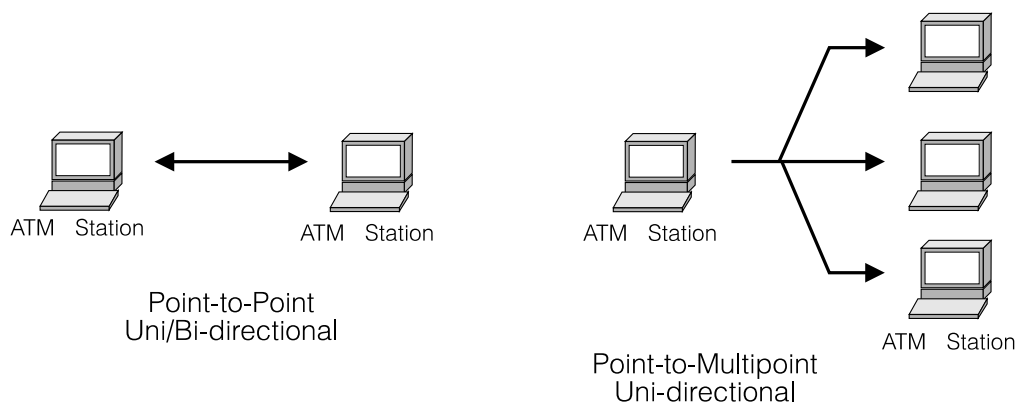 ATM Station
ATM Station
Point-to-Point
Uni/Bi-directional
ATM Station
ATM Station
Point-to-Multipoint
Uni-directional